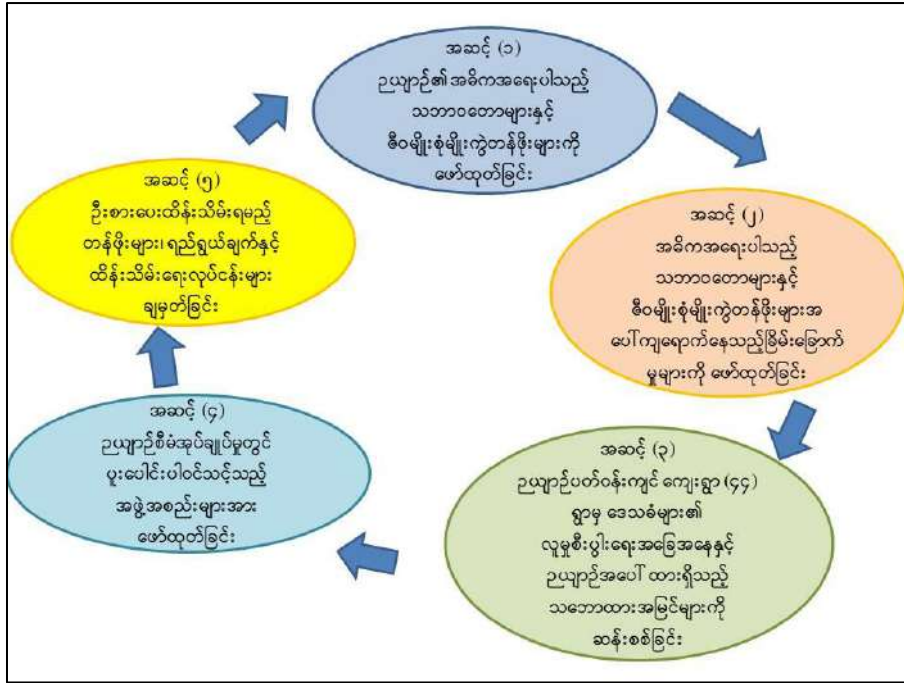 အဆင့် (၁)
ဥယျာဉ်၏ အဓိကအရေးပါသည့်
သဘာဝတောများနှင့်
ဇီဝမျိုးစုံမျိုးကွဲတန်ဖိုးများကို
ဖော်ထုတ်ခြင်း
အဆင့် (၂)
အဓိကအရေးပါသည့်
သဘာဝတောများနှင့်
ဇီဝမျိုးစုံမျိုးကွဲတန်ဖိုးများအ
ပေါ်ကျရောက်နေသည့်ခြိမ်းခြောက်
မှုများကို ဖော်ထုတ်ခြင်း
အဆင့် (၃)
ဥယျာဉ်ပတ်ဝန်းကျင် ကျေးရွာ (၄၄)
ရွာမှ ဒေသခံများ၏
လူမှုစီးပွါးရေးအခြေအနေနှင့်
ဥယျာဉ်အပေါ် ထားရှိသည့်
သဘောထားအမြင်များကို
ဆန်းစစ်ခြင်း
အဆင့် (၄)
ဥယျာဉ်စီမံအုပ်ချုပ်မှုတွင်
ပူးပေါင်းပါဝင်သင့်သည့်
အဖွဲ့အစည်းများအား
ဖော်ထုတ်ခြင်း
အဆင့် (၅)
ဦးစားပေးထိန်းသိမ်းရမည့်
တန်ဖိုးများ၊ ရည်ရွယ်ချက်နှင့်
ထိန်းသိမ်းရေးလုပ်ငန်းများ
ချမှတ်ခြင်း